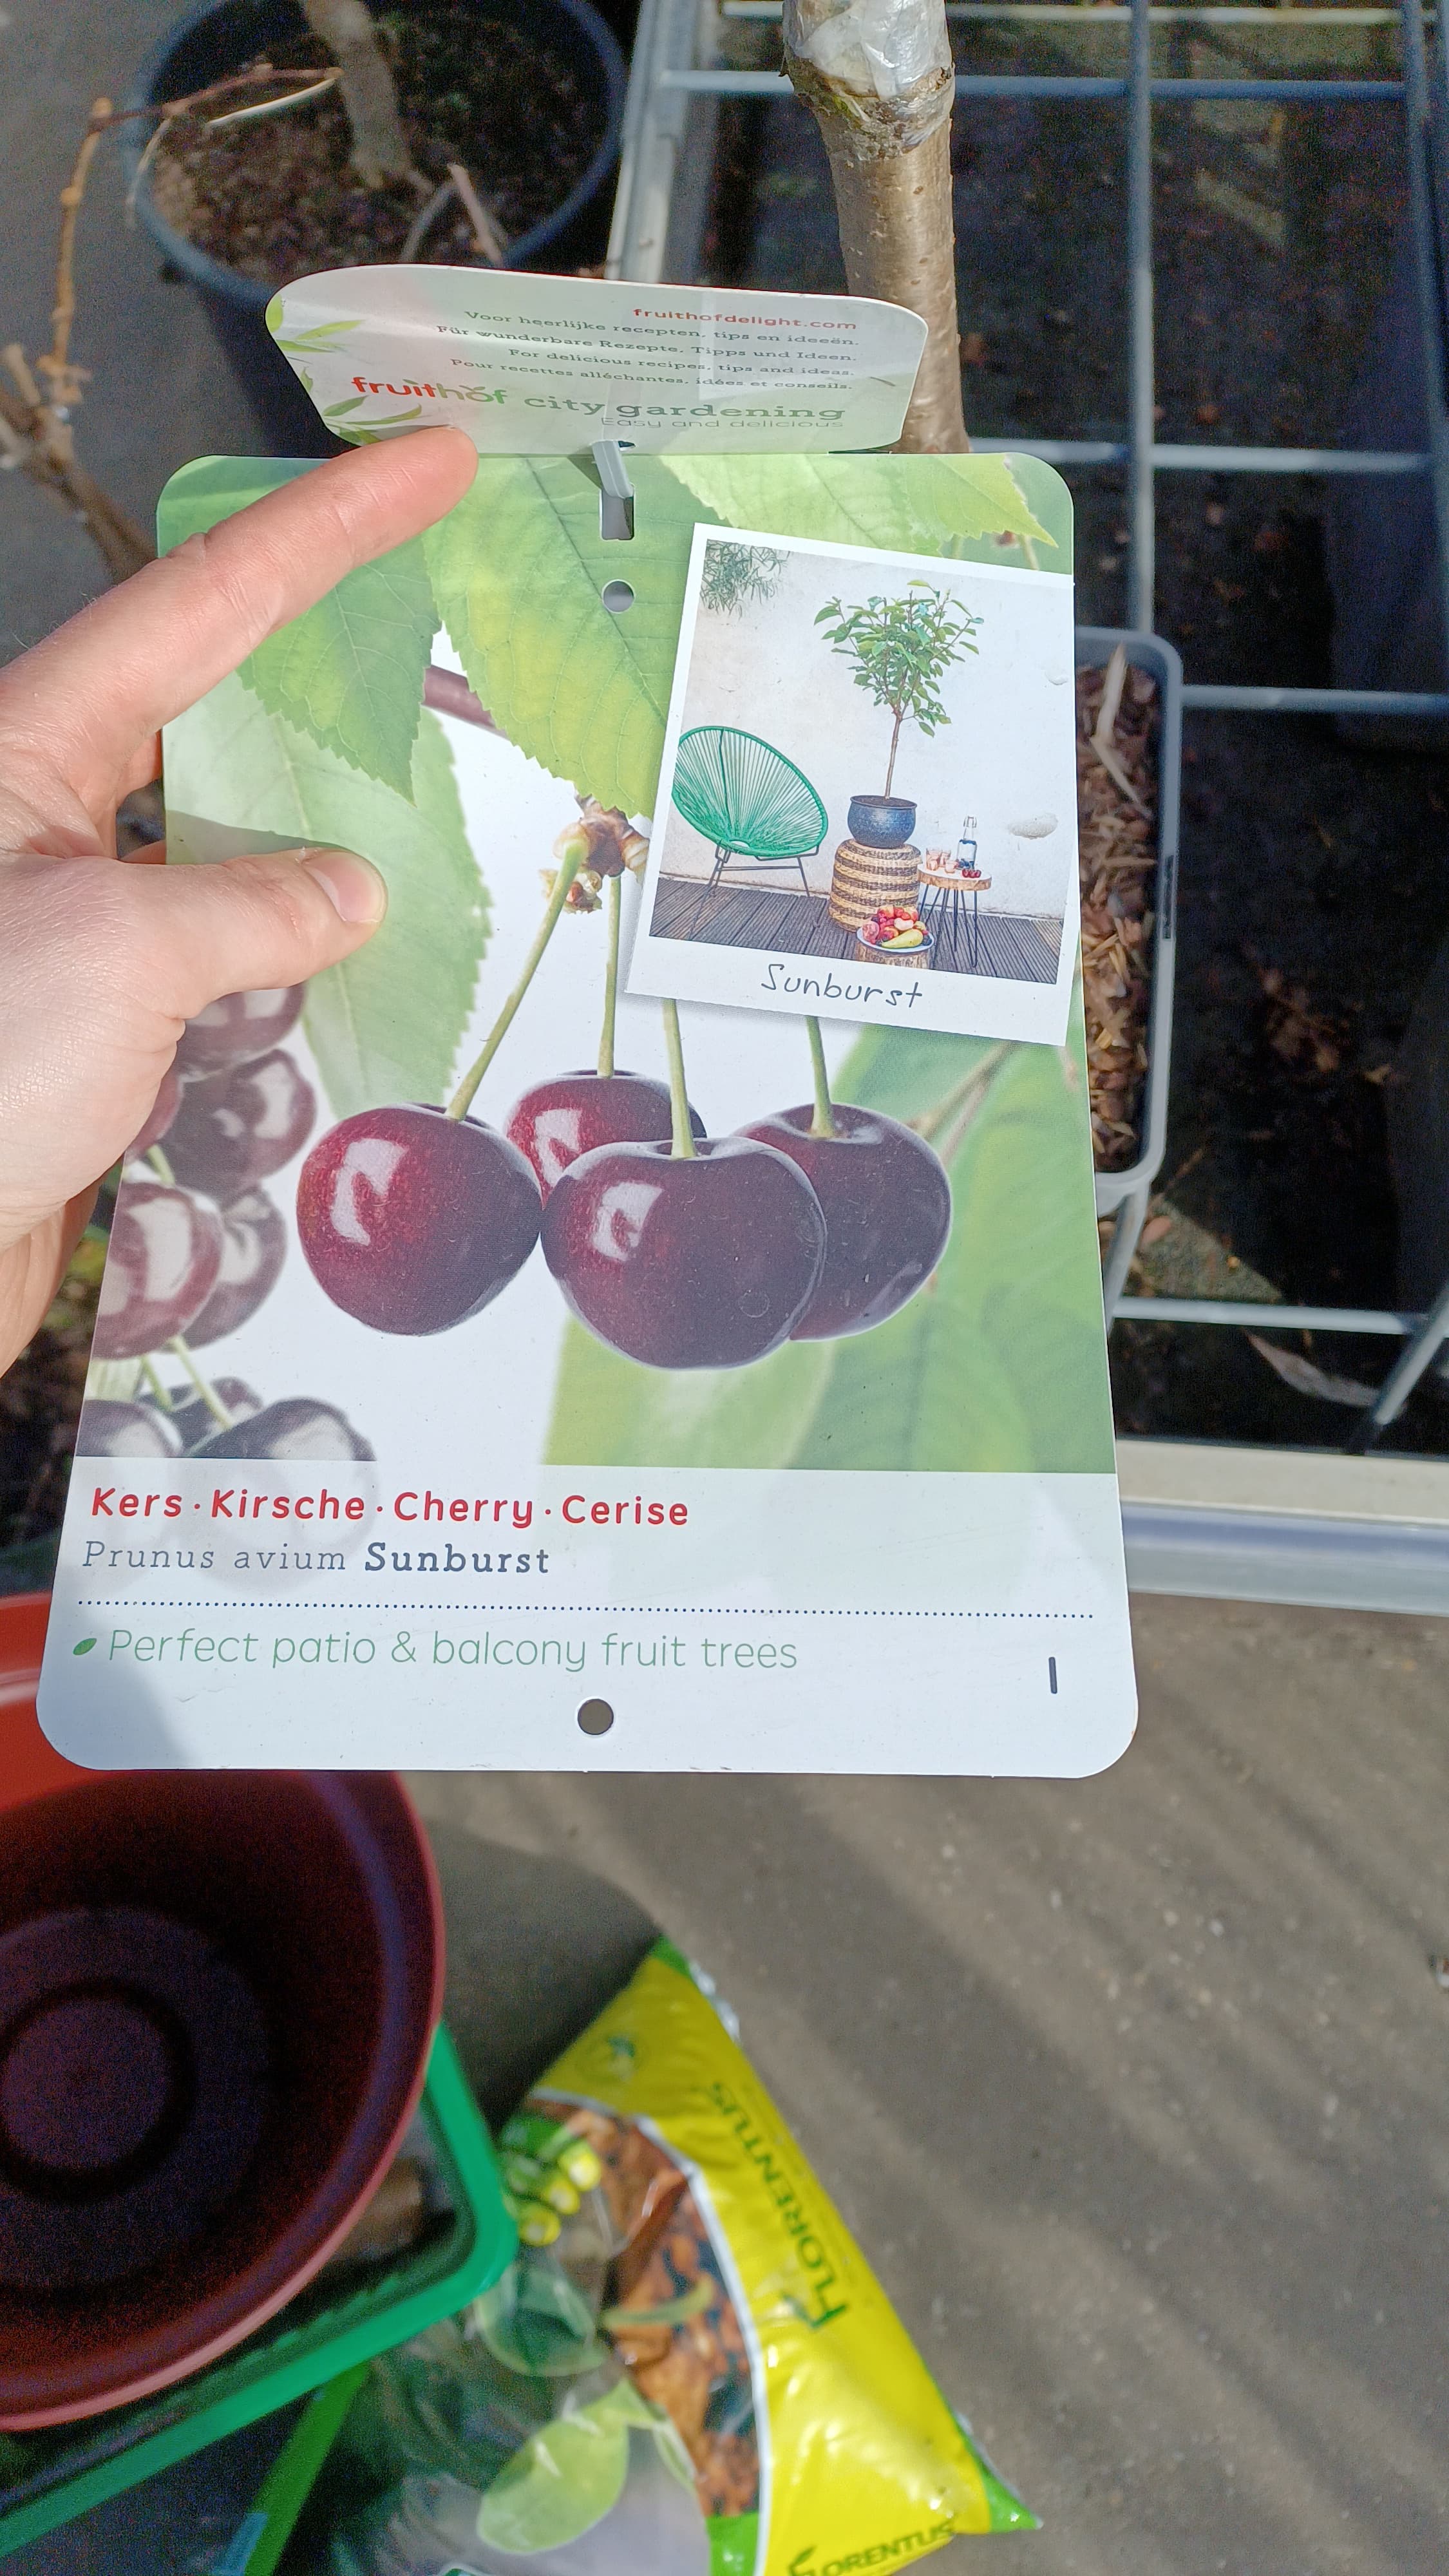 fruithofdelight.com
Voor heerlijke recepten, tips en ideeën.
Für wunderbare Rezepte, Tipps und Ideen.
For delicious recipes, tips and ideas.
Pour recettes alléchantes, idées et conseils.
fruithof city gardening
Easy and delicious
Sunburst
Kers · Kirsche · Cherry · Cerise
Prunus avium Sunburst
Perfect patio & balcony fruit trees
FLORENTUS
FLORENTUS